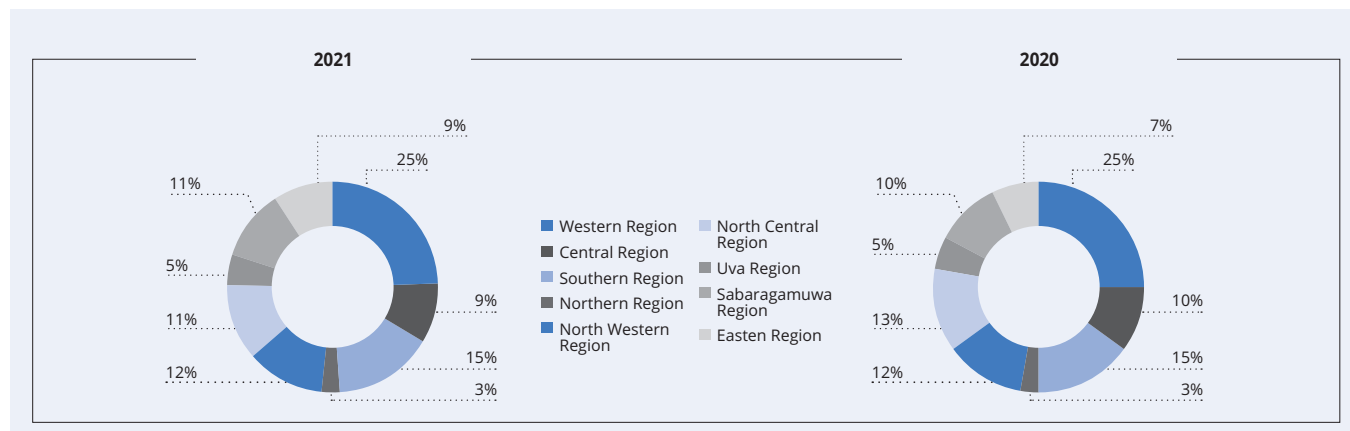 2021
9%
25%
11%
5%
11%
12%
9%
15%
3%
Western Region
Central Region
Southern Region
Northern Region
North Western
Region
North Central
Region
Uva Region
Sabaragamuwa
Region
Easten Region
2020
7%
25%
10%
5%
13%
12%
10%
15%
3%